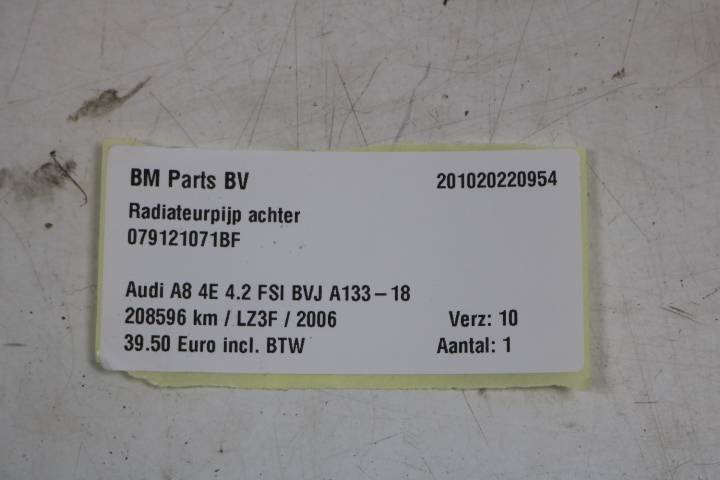 BM Parts BV 201020220954
Radiateurpijp achter
079121071BF
Audi A8 4E 4.2 FSI BVJ A133-18
208596 km / LZ3F / 2006 Verz: 10
39.50 Euro incl. BTW Aantal: 1